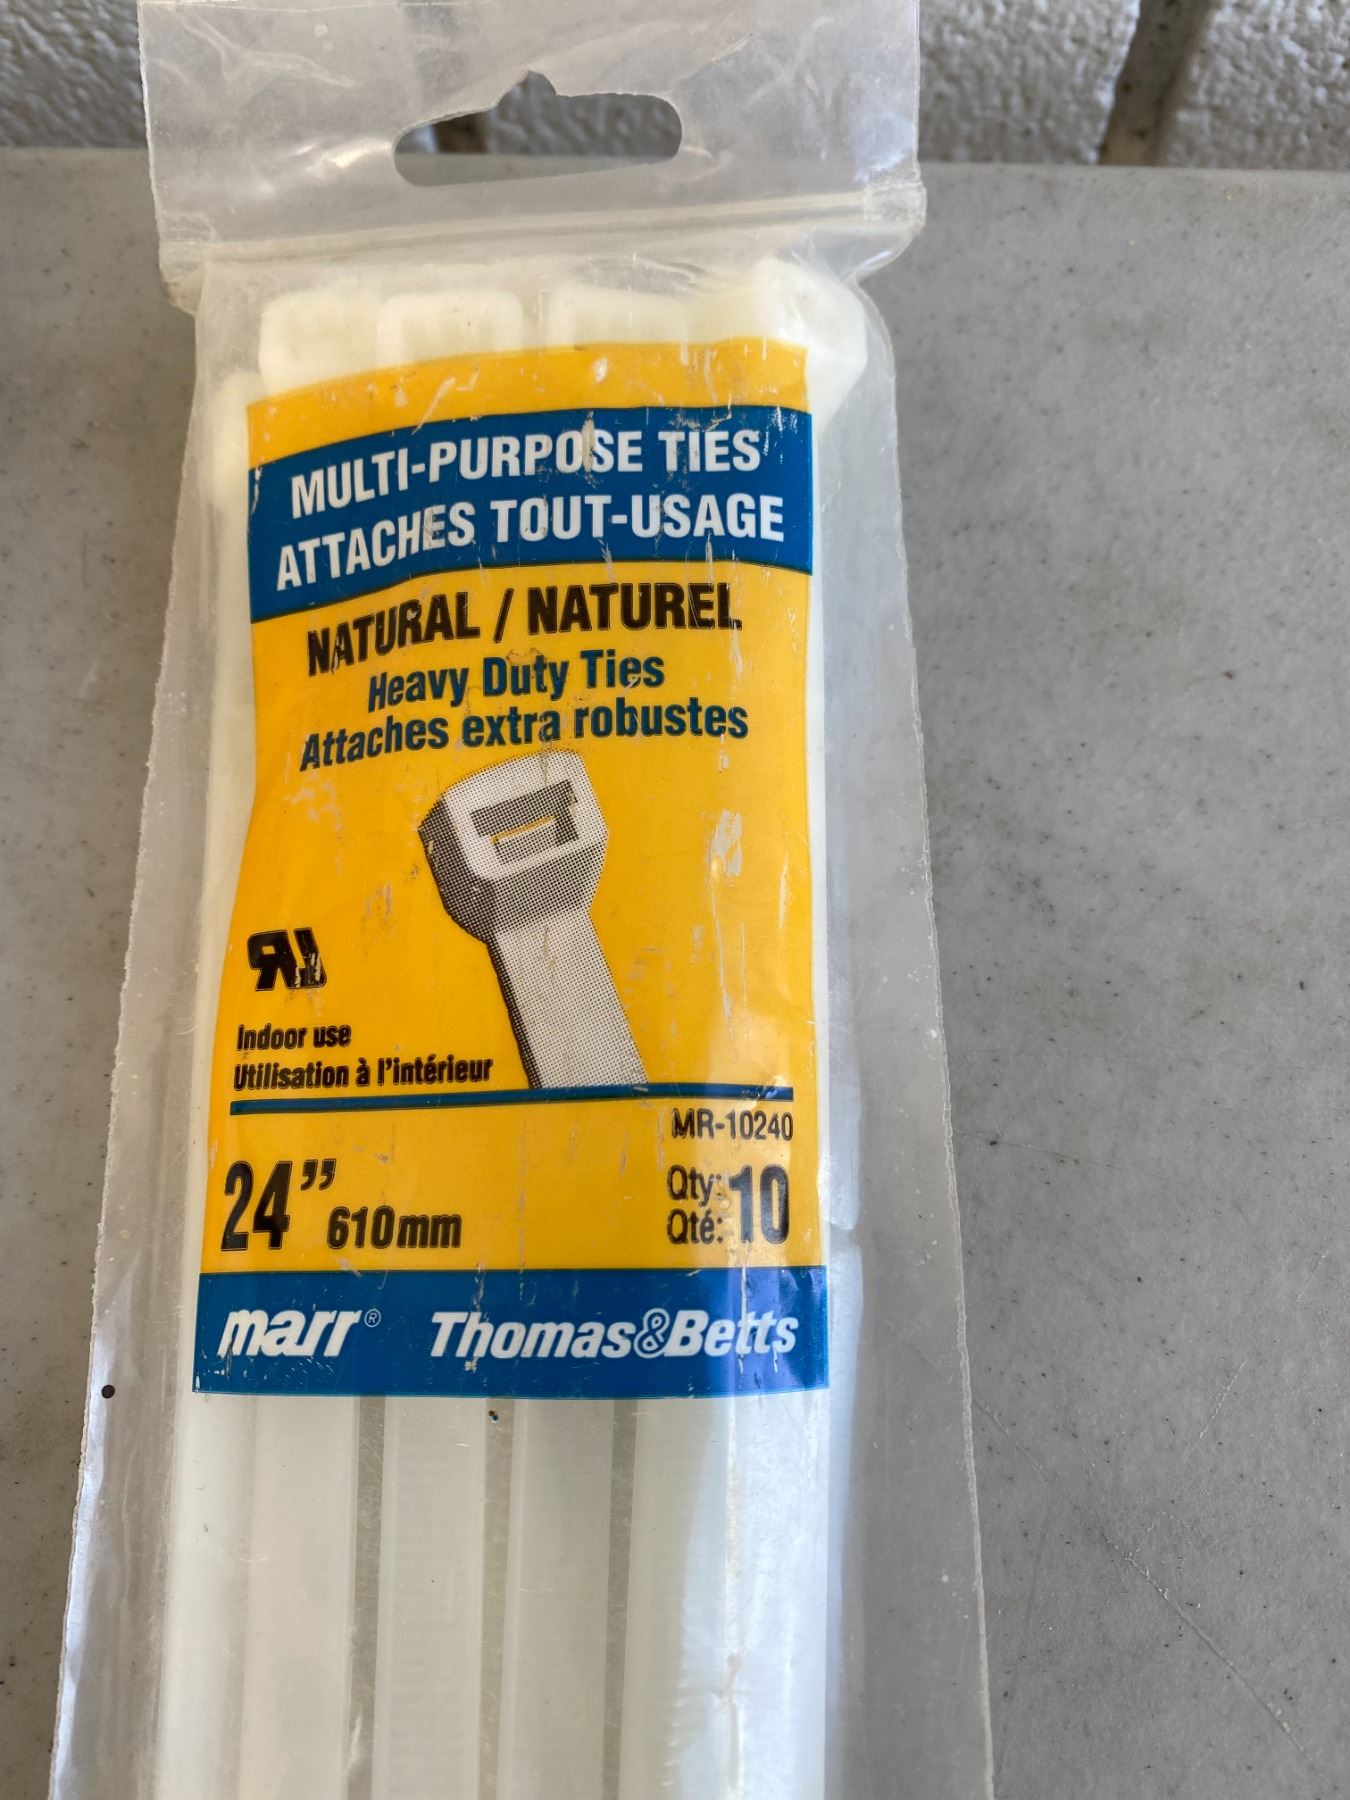 MULTI-PURPOSE TIES
ATTACHES TOUT-USAGE
NATURAL / NATUREL
Heavy Duty Ties
Attaches extra robustes
Indoor use
Utilisation à l'intérieur
MR-10240
24” 610mm
Qty: 10
Qté:
marr® Thomas&Betts